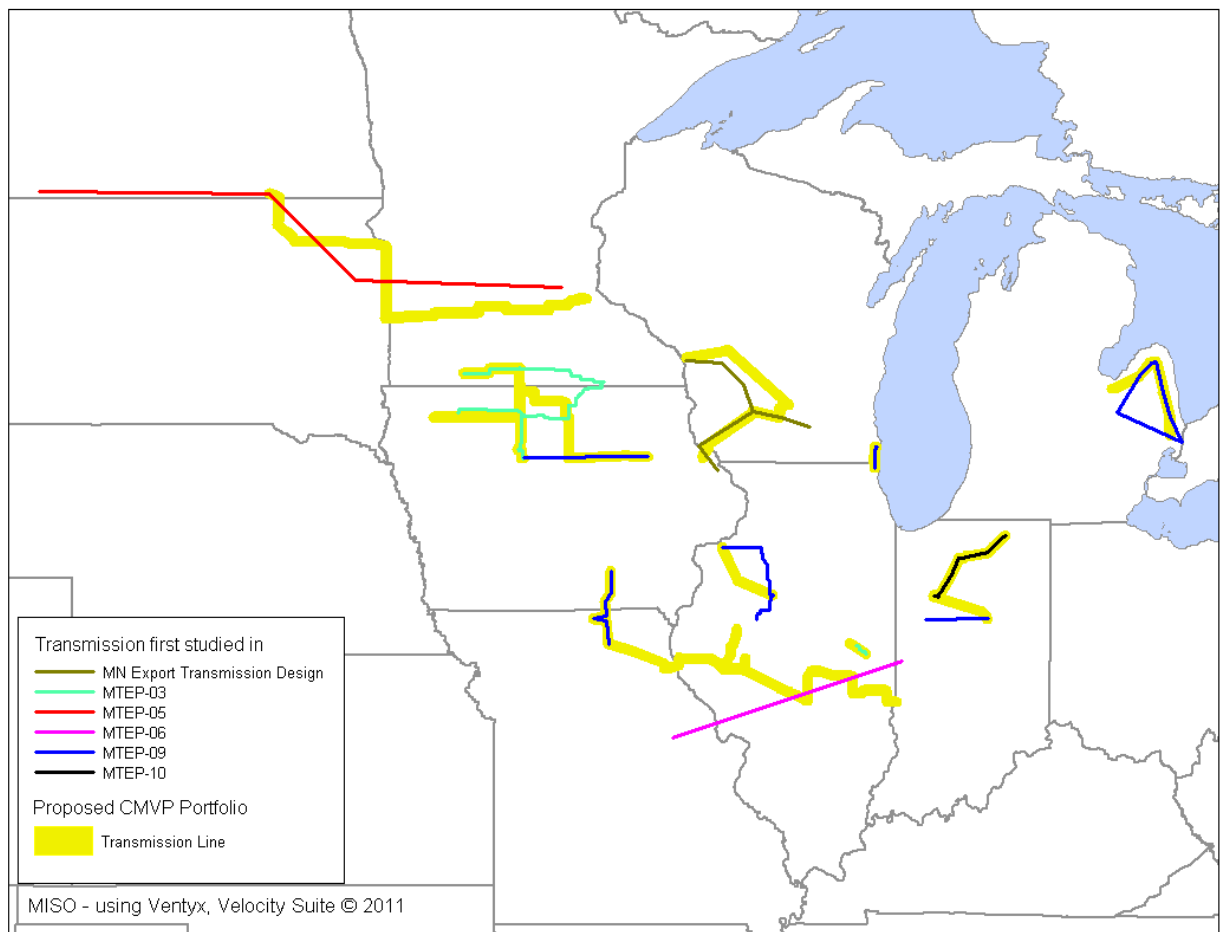 Transmission first studied in
MN Export Transmission Design
MTEP-03
MTEP-05
MTEP-06
MTEP-09
MTEP-10
Proposed CMVP Portfolio
Transmission Line
MISO - using Ventyx, Velocity Suite © 2011